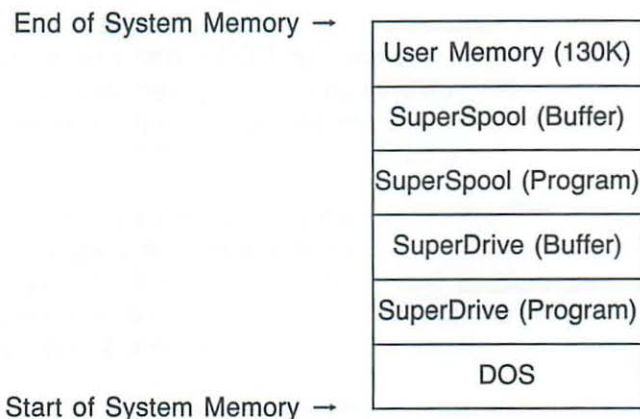 End of System Memory →
User Memory (130K)
SuperSpool (Buffer)
SuperSpool (Program)
SuperDrive (Buffer)
SuperDrive (Program)
DOS
Start of System Memory →